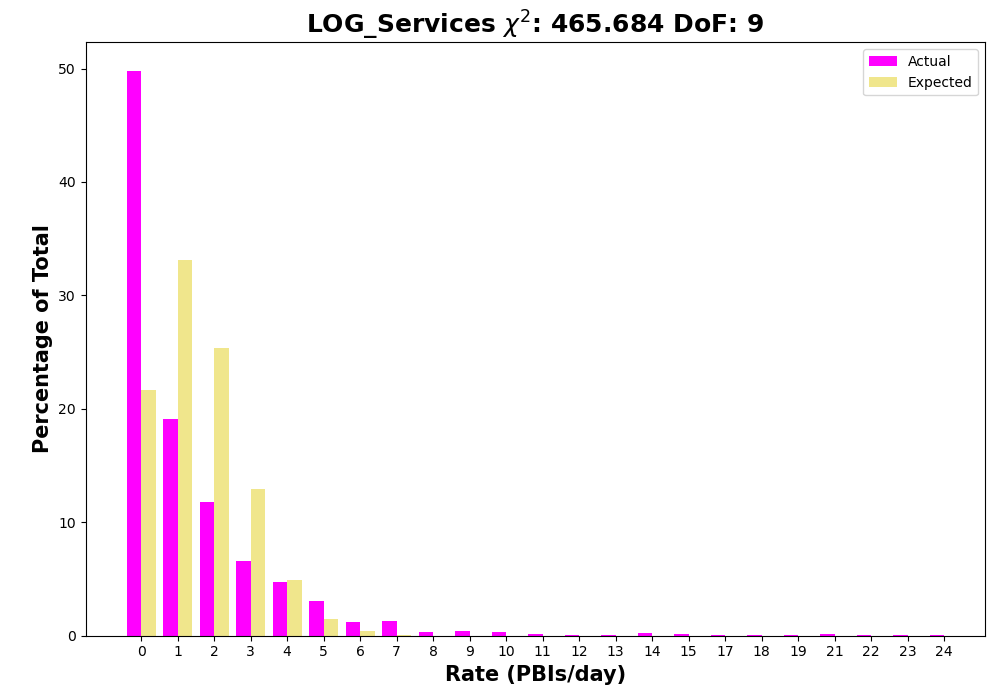 LOG_Services χ²: 465.684 DoF: 9
Actual
Expected
Percentage of Total
50
40
30
20
10
0
0 1 2 3 4 5 6 7 8 9 10 11 12 13 14 15 17 18 19 21 22 23 24
Rate (PBIs/day)